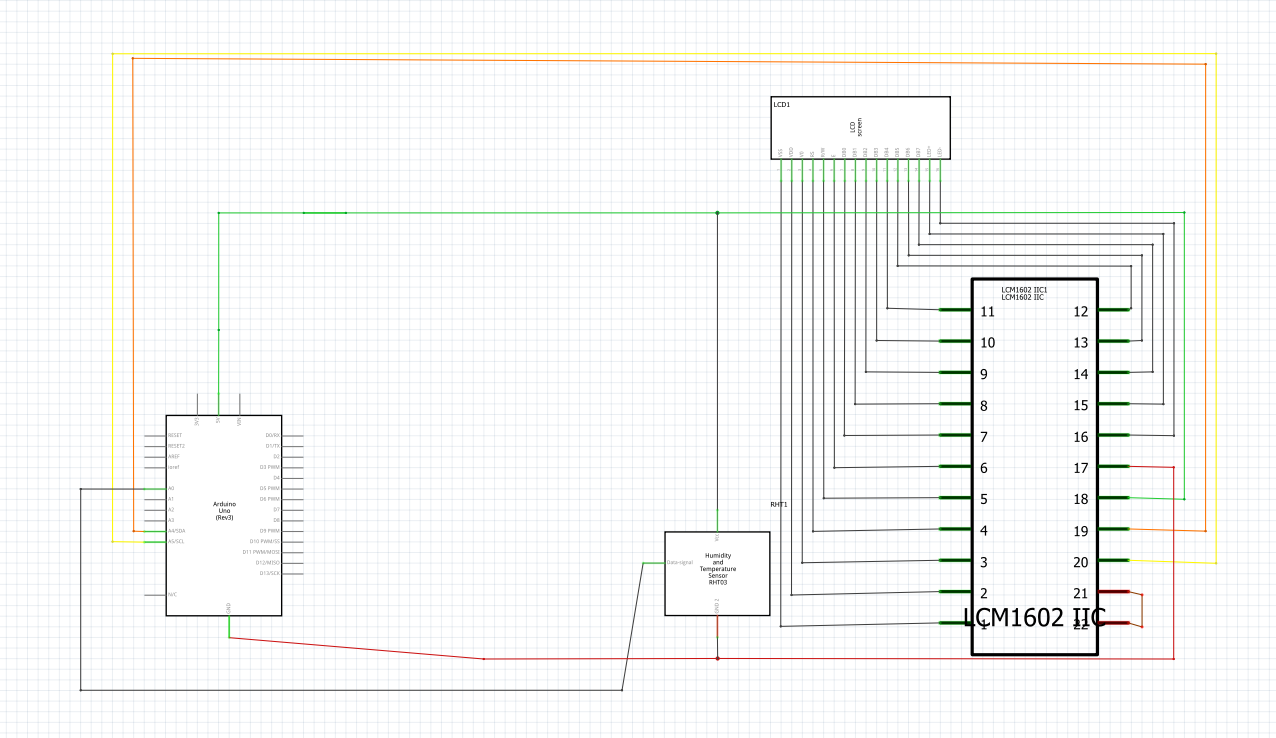 LCD1
LCD
screen
VSS
VDO
V0
RS
R/W
E
DB0
DB1
DB2
DB3
DB4
DB5
DB6
DB7
LED+
LED-
LCM1602 IIC1
LCM1602 IIC
11
12
10
13
9
14
8
15
7
16
6
17
5
18
4
19
3
20
2
21
1
22
LCM1602 IIC
3V3
5V
VIN
RESET
RESET2
AREF
ioref
A0
A1
A2
A3
A4/SDA
A5/SCL
N/C
D0/RX
D1/TX
D2
D3 PWM
D4
D5 PWM
D6 PWM
D7
D8
D9 PWM
D10 PWM/SS
D11 PWM/MOSI
D12/MISO
D13/SCK
GND
Arduino
Uno
(Rev3)
RHT1
Data-signal
Humidity
and
Temperature
Sensor
RHT03
GND 2